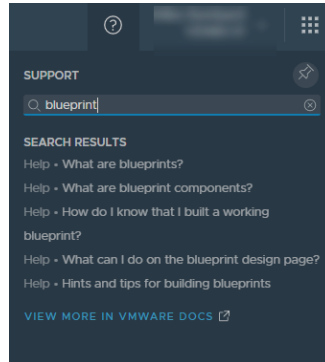 SUPPORT
blueprint
SEARCH RESULTS
Help • What are blueprints?
Help • What are blueprint components?
Help • How do I know that I built a working
blueprint?
Help • What can I do on the blueprint design page?
Help • Hints and tips for building blueprints
VIEW MORE IN VMWARE DOCS